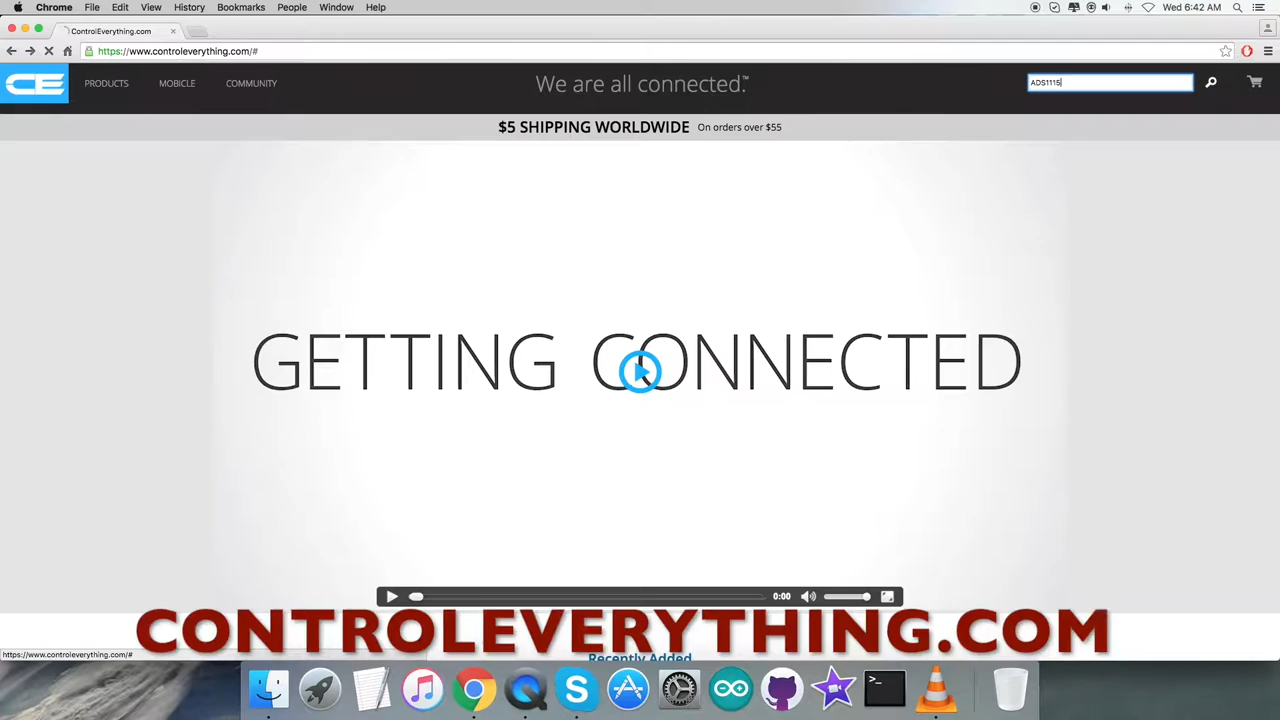 Chrome File Edit View History Bookmarks People Window Help Wed 6:42 AM
ControlEverything.com
https://www.controleverything.com/#
CE PRODUCTS MOBICLE COMMUNITY We are all connected.™ ADS1115
$5 SHIPPING WORLDWIDE On orders over $55
GETTING CONNECTED
0:00
CONTROLEVERYTHING.COM
https://www.controleverything.com/#
Recently Added